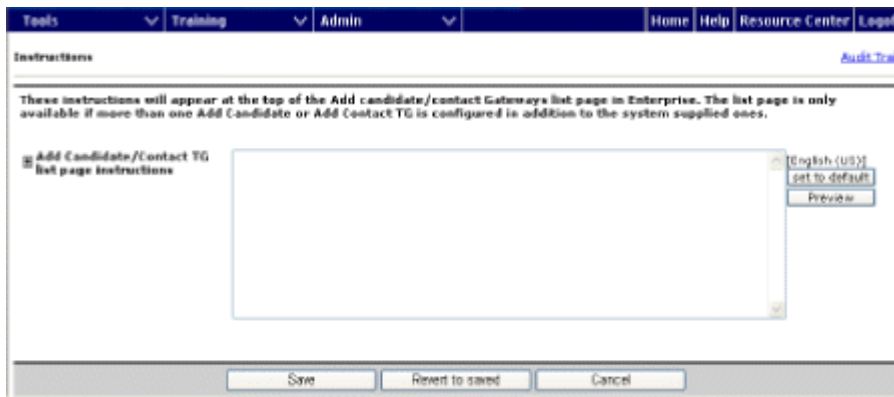 Tools Training Admin Home Help Resource Center Logo
Instructions Audit Trai
These instructions will appear at the top of the Add candidate/contact Gateways list page in Enterprise. The list page is only
available if more than one Add Candidate or Add Contact TG is configured in addition to the system supplied ones.
Add Candidate/Contact TG
list page instructions
[English (US)]
set to default
Preview
Save Revert to saved Cancel